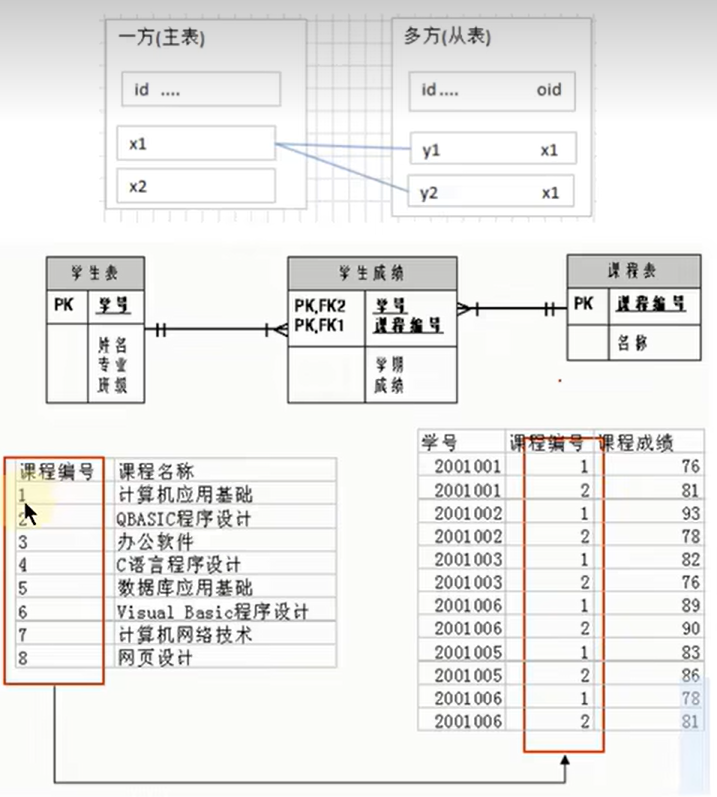 一方(主表)
id ....
x1
x2
多方(从表)
id .... oid
y1 x1
y2 x1
学生表
PK 学号
姓名
专业
班级
学生成绩
PK,FK2 学号
PK,FK1 课程编号
学期
成绩
课程表
PK 课程编号
名称
课程编号 课程名称
1 计算机应用基础
2 QBASIC程序设计
3 办公软件
4 C语言程序设计
5 数据库应用基础
6 Visual Basic程序设计
7 计算机网络技术
8 网页设计
学号 课程编号 课程成绩
2001001 1 76
2001001 2 81
2001002 1 93
2001002 2 78
2001003 1 82
2001003 2 76
2001006 1 89
2001006 2 90
2001005 1 83
2001005 2 86
2001006 1 78
2001006 2 81